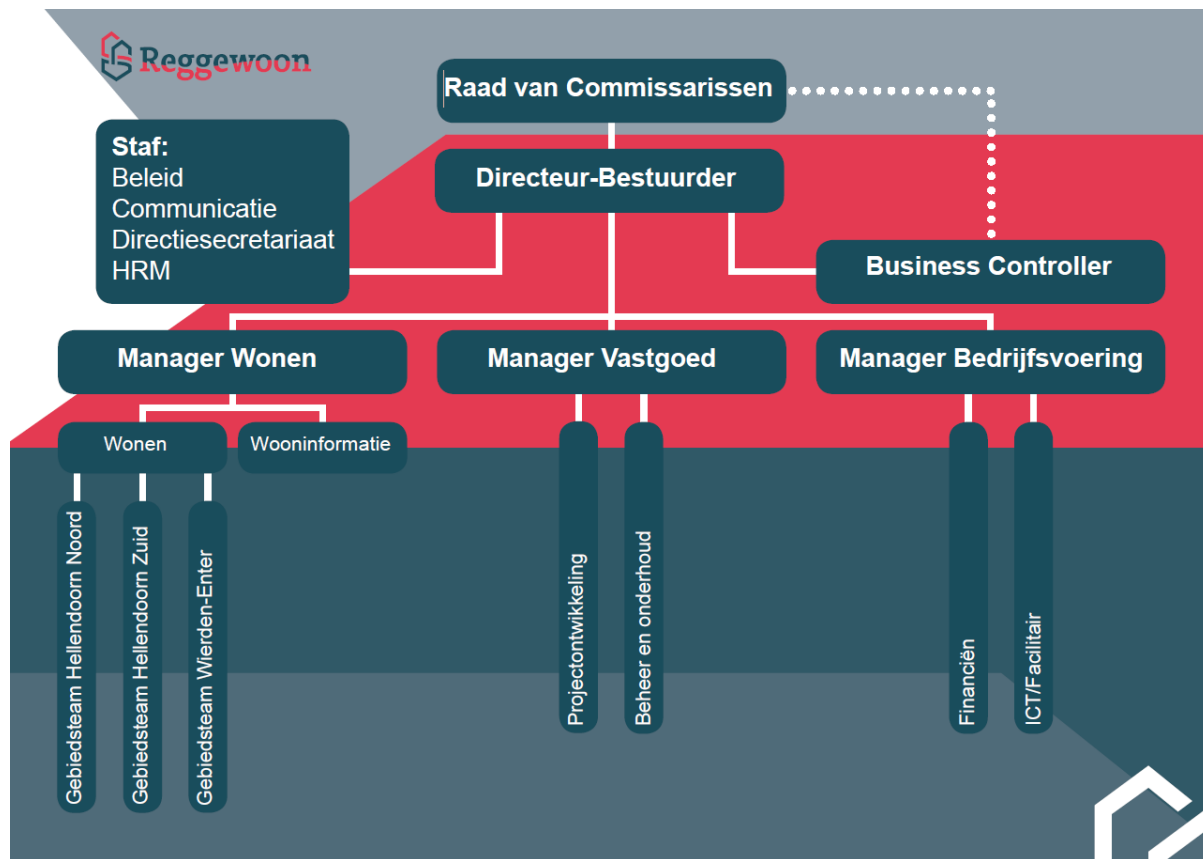 Reggewoon
Raad van Commissarissen
Staf:
Beleid
Communicatie
Directiesecretariaat
HRM
Directeur-Bestuurder
Business Controller
Manager Wonen
Manager Vastgoed
Manager Bedrijfsvoering
Wonen
Wooninformatie
Gebiedsteam Hellendoorn Noord
Gebiedsteam Hellendoorn Zuid
Gebiedsteam Wierden-Enter
Projectontwikkeling
Beheer en onderhoud
Financiën
ICT/Facilitair